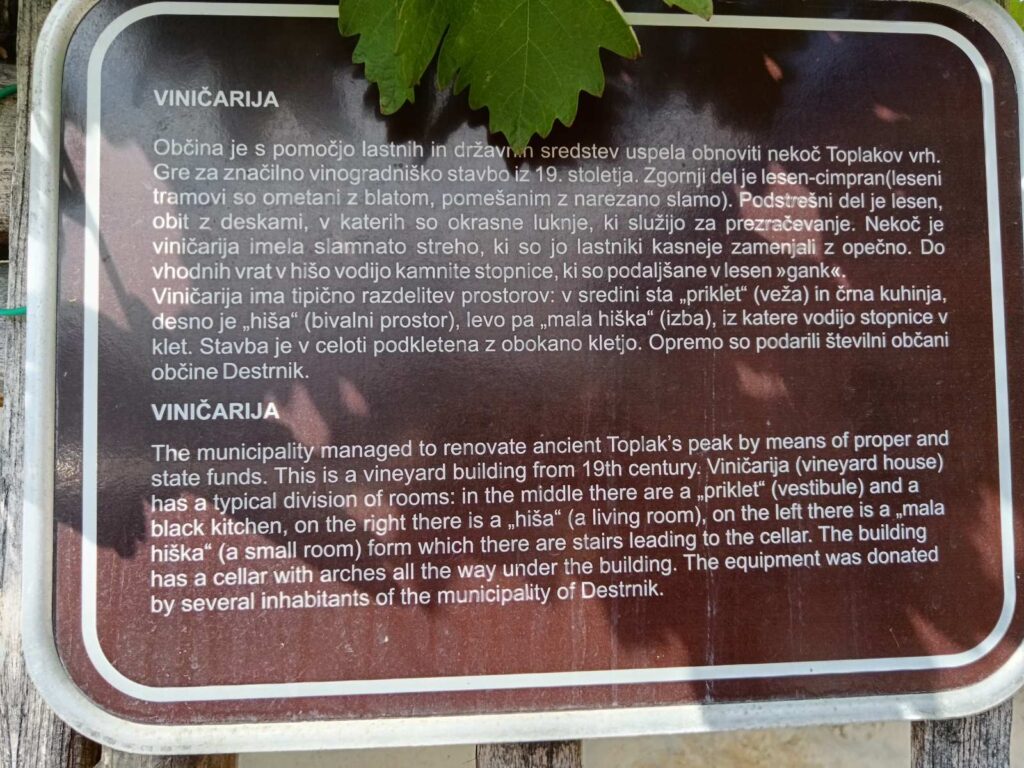 VINIČARIJA
Občina je s pomočjo lastnih in državnih sredstev uspela obnoviti nekoč Toplakov vrh.
Gre za značilno vinogradniško stavbo iz 19. stoletja. Zgornji del je lesen-cimpran(leseni
tramovi so ometani z blatom, pomešanim z narezano slamo). Podstrešni del je lesen,
obit z deskami, v katerih so okrasne luknje, ki služijo za prezračevanje. Nekoč je
viničarija imela slamnato streho, ki so jo lastniki kasneje zamenjali z opečno. Do
vhodnih vrat v hišo vodijo kamnite stopnice, ki so podaljšane v lesen »gank«.
Viničarija ima tipično razdelitev prostorov: v sredini sta „priklet“ (veža) in črna kuhinja,
desno je „hiša“ (bivalni prostor), levo pa „mala hiška“ (izba), iz katere vodijo stopnice v
klet. Stavba je v celoti podkletena z obokano kletjo. Opremo so podarili številni občani
občine Destrnik.
VINIČARIJA
The municipality managed to renovate ancient Toplak's peak by means of proper and
state funds. This is a vineyard building from 19th century. Viničarija (vineyard house)
has a typical division of rooms: in the middle there are a „priklet“ (vestibule) and a
black kitchen, on the right there is a „hiša“ (a living room), on the left there is a „mala
hiška“ (a small room) form which there are stairs leading to the cellar. The building
has a cellar with arches all the way under the building. The equipment was donated
by several inhabitants of the municipality of Destrnik.